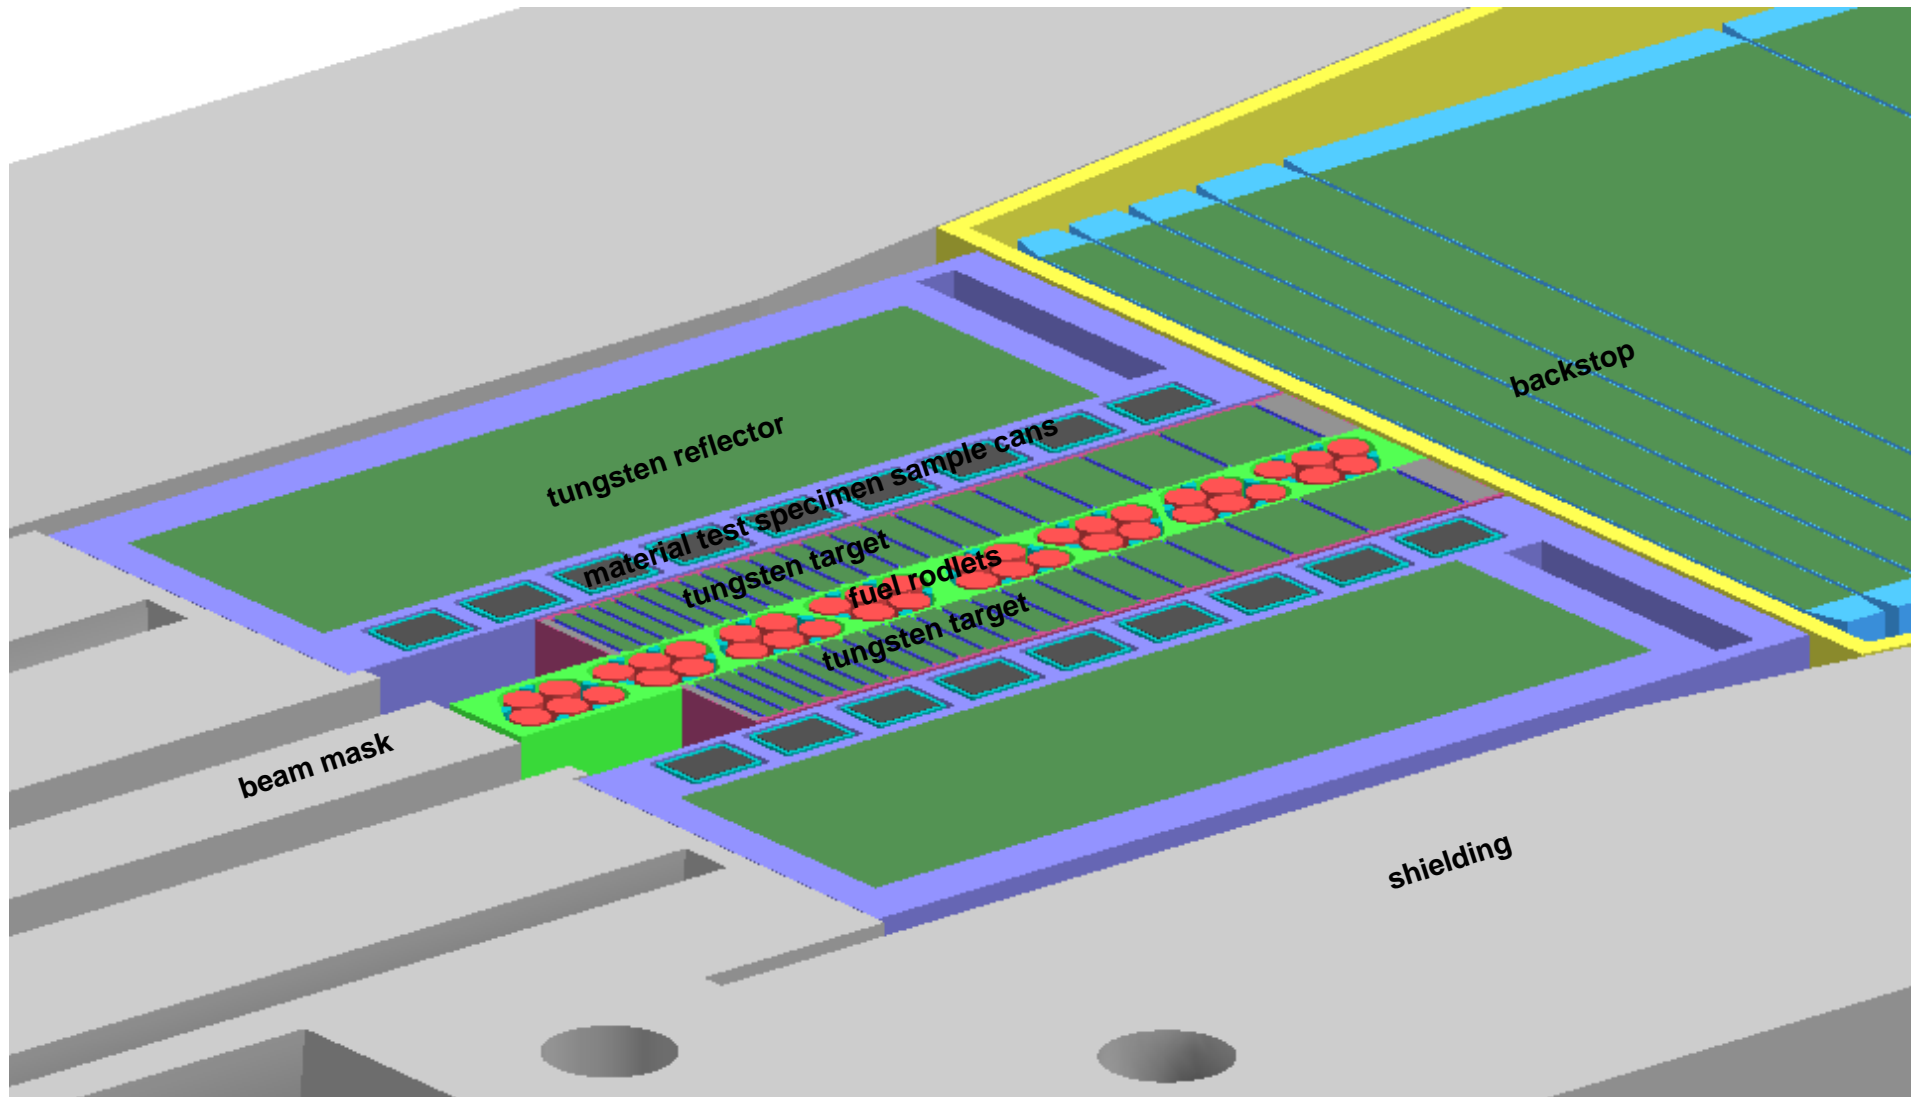 backstop
tungsten reflector
material test specimen sample cans
tungsten target
fuel rodlets
tungsten target
beam mask
shielding